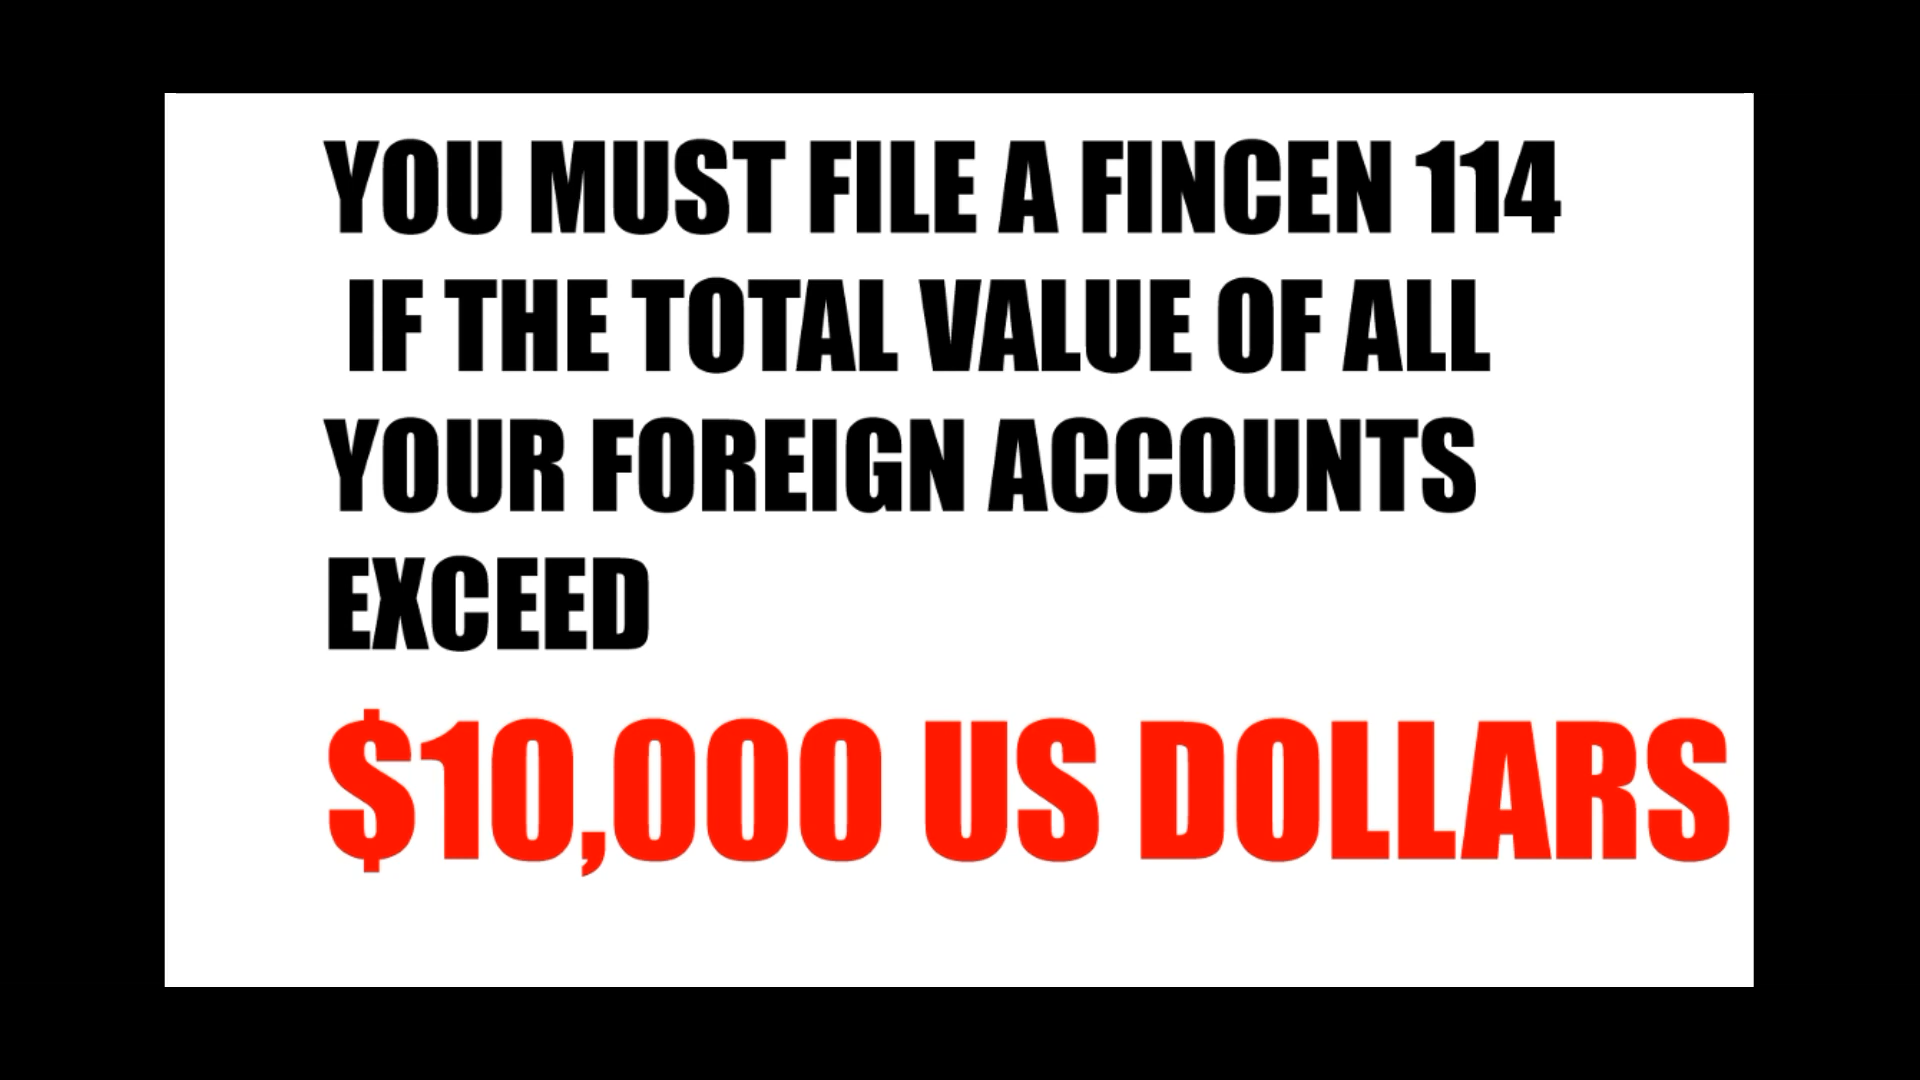 YOU MUST FILE A FINCEN 114
IF THE TOTAL VALUE OF ALL
YOUR FOREIGN ACCOUNTS
EXCEED
$10,000 US DOLLARS